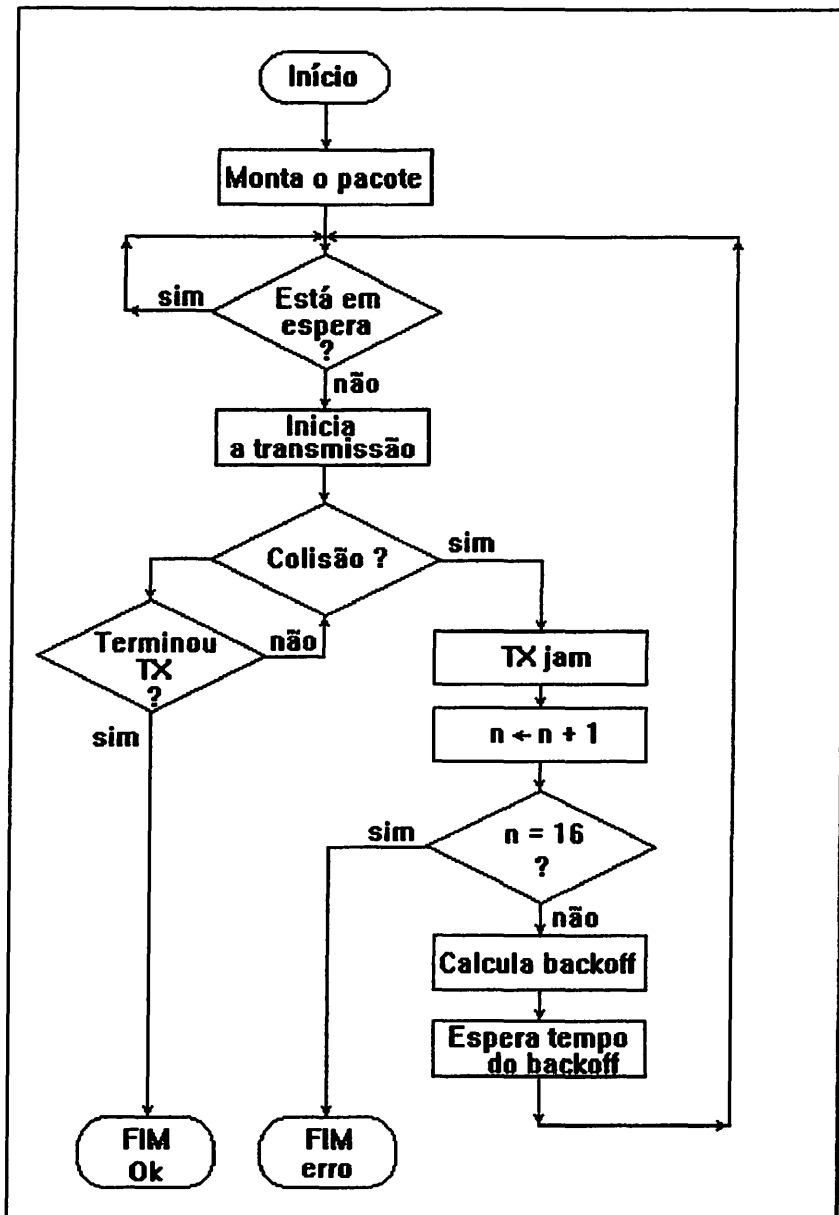 Início
Monta o pacote
sim
Está em
espera
?
não
Inicia
a transmissão
Colisão ?
sim
Terminou
TX
?
não
sim
TX jam
n ← n + 1
sim
n = 16
?
não
Calcula backoff
Espera tempo
do backoff
FIM
Ok
FIM
erro